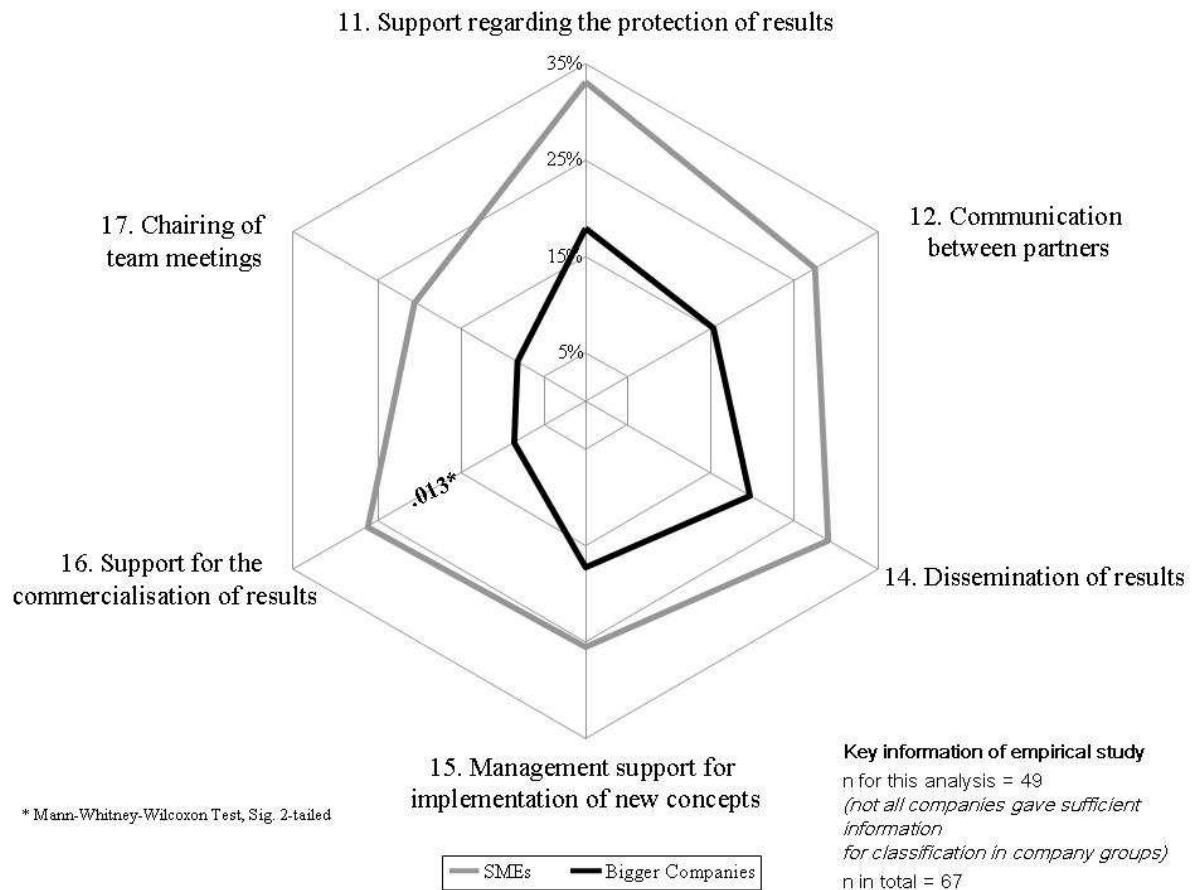 11. Support regarding the protection of results
35%
25%
15%
5%
12. Communication
between partners
14. Dissemination of results
15. Management support for
implementation of new concepts
16. Support for the
commercialisation of results
.013*
17. Chairing of
team meetings
* Mann-Whitney-Wilcoxon Test, Sig. 2-tailed
SMEs
Bigger Companies
Key information of empirical study
n for this analysis = 49
(not all companies gave sufficient
information
for classification in company groups)
n in total = 67